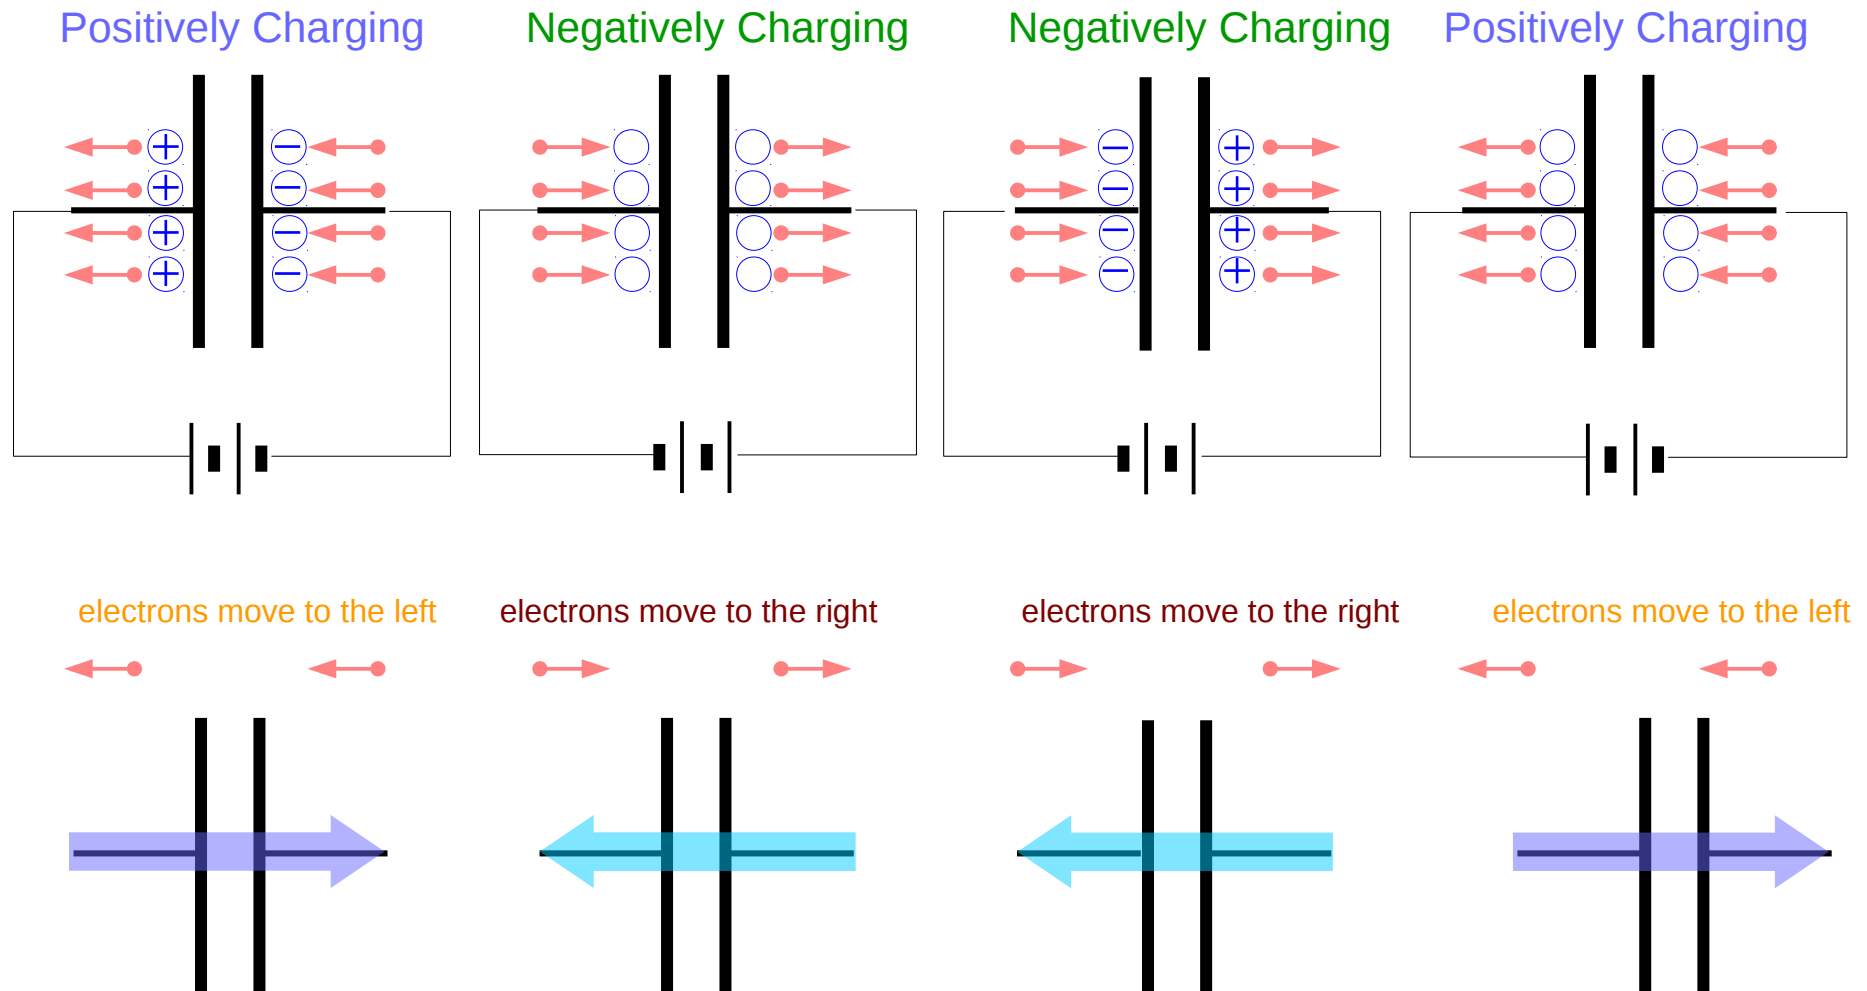 Positively Charging
Negatively Charging
Negatively Charging
Positively Charging
+ −
+ −
+ −
+ −
− +
− +
− +
− +
electrons move to the left
electrons move to the right
electrons move to the right
electrons move to the left